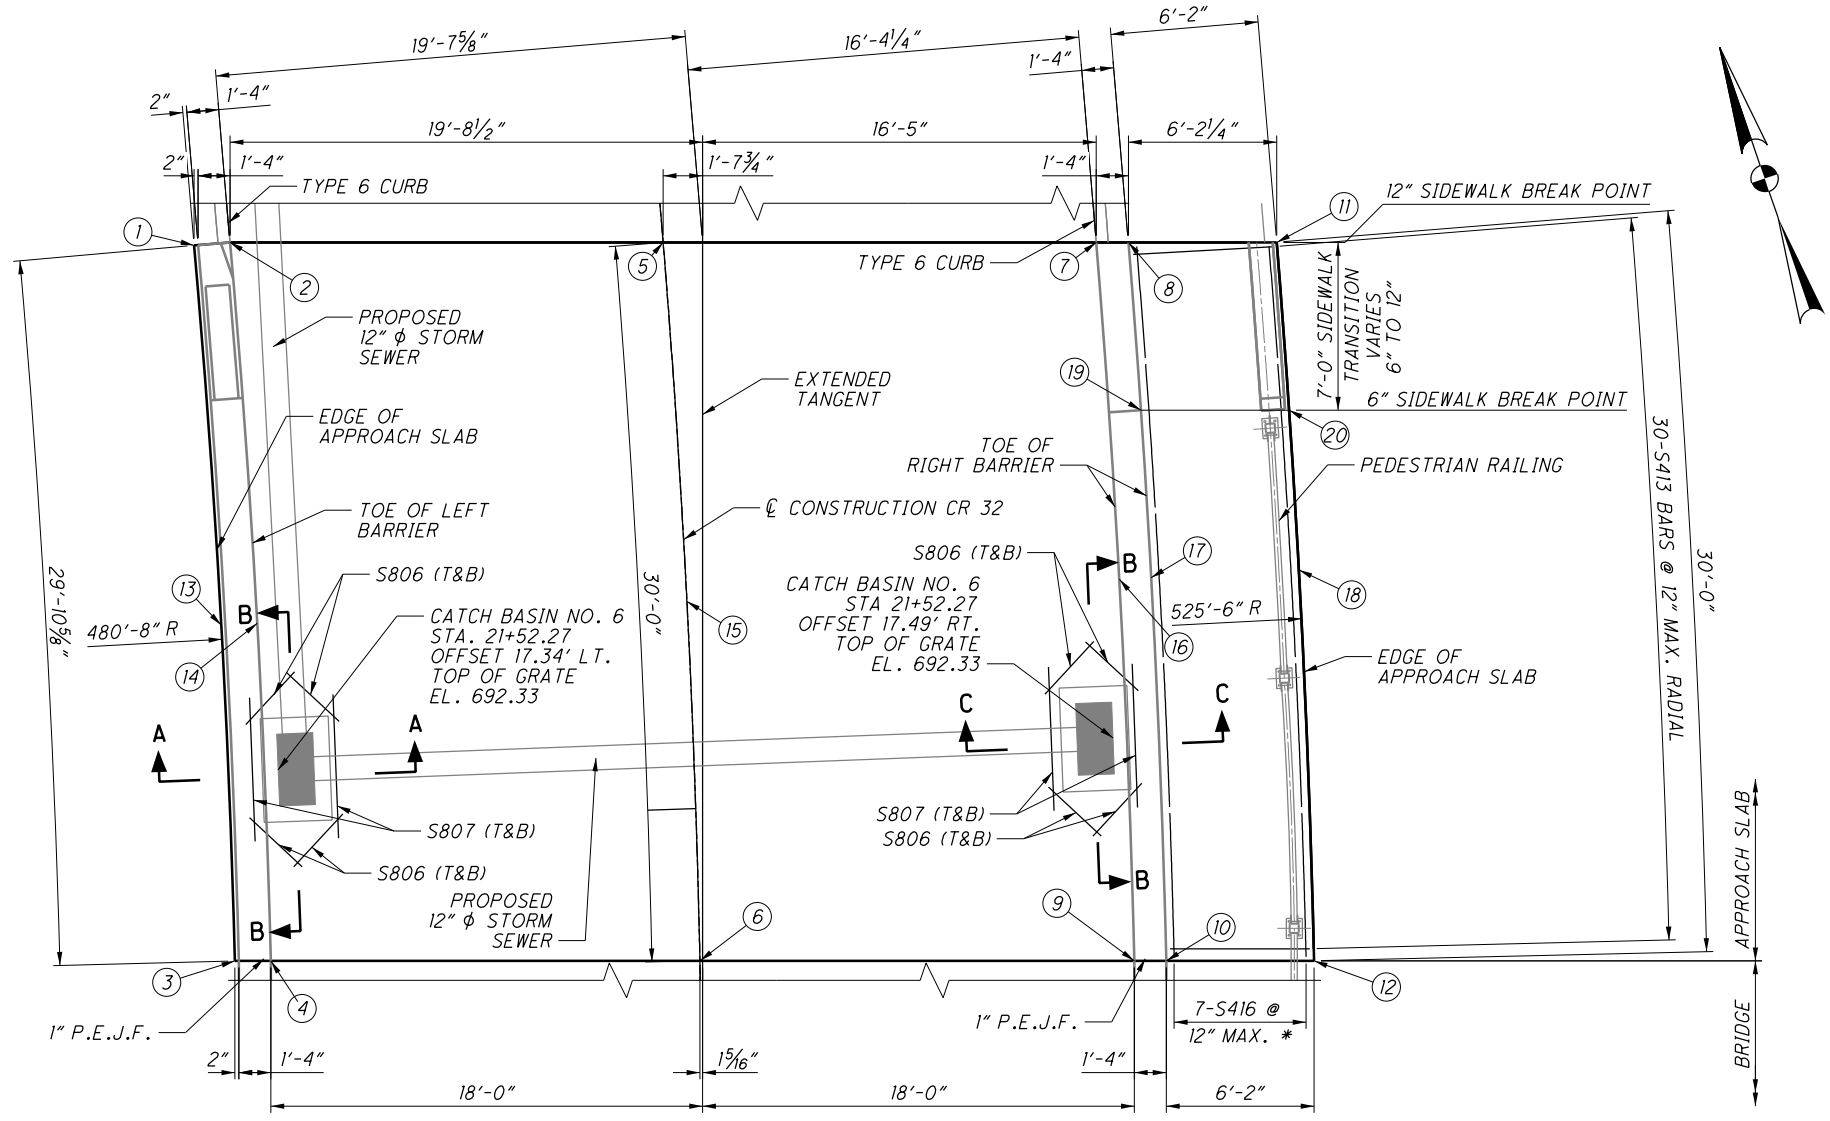 6'-2"
19'-7⅝"
16'-4¼"
1'-4"
2"
1'-4"
19'-8½"
16'-5"
6'-2¼"
2"
1'-4"
1'-7¾"
1'-4"
TYPE 6 CURB
12" SIDEWALK BREAK POINT
1
11
5
7
TYPE 6 CURB
2
8
7'-0" SIDEWALK
TRANSITION
VARIES
6" TO 12"
PROPOSED
12" ϕ STORM
SEWER
EXTENDED
TANGENT
19
6" SIDEWALK BREAK POINT
EDGE OF
APPROACH SLAB
20
TOE OF
RIGHT BARRIER
PEDESTRIAN RAILING
30-S413 BARS @ 12" MAX. RADIAL
30'-0"
TOE OF LEFT
BARRIER
℄ CONSTRUCTION CR 32
S806 (T&B)
B
17
S806 (T&B)
29'-10⅝"
30'-0"
13
B
CATCH BASIN NO. 6
STA 21+52.27
OFFSET 17.49' RT.
TOP OF GRATE
EL. 692.33
18
525'-6" R
480'-8" R
CATCH BASIN NO. 6
STA. 21+52.27
OFFSET 17.34' LT.
TOP OF GRATE
EL. 692.33
15
16
14
EDGE OF
APPROACH SLAB
A
A
C
C
S807 (T&B)
S806 (T&B)
S807 (T&B)
S806 (T&B)
B
APPROACH SLAB
PROPOSED
12" ϕ STORM
SEWER
6
9
10
B
3
4
12
1" P.E.J.F.
1" P.E.J.F.
7-S416 @
12" MAX. *
BRIDGE
2"
1'-4"
1 5/16"
1'-4"
18'-0"
18'-0"
6'-2"